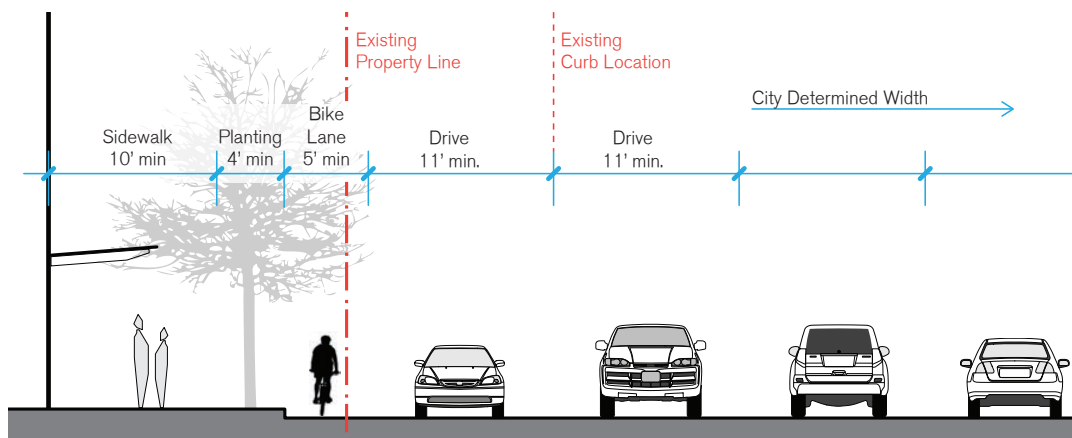 Existing
Property Line
Existing
Curb Location
City Determined Width
Sidewalk
10' min
Planting
4' min
Bike
Lane
5' min
Drive
11' min.
Drive
11' min.